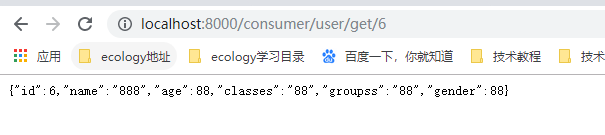 localhost:8000/consumer/user/get/6
应用 ecology地址 ecology学习目录 百度一下，你就知道 技术教程 技术
{"id":6,"name":"888","age":88,"classes":"88","groupss":"88","gender":88}